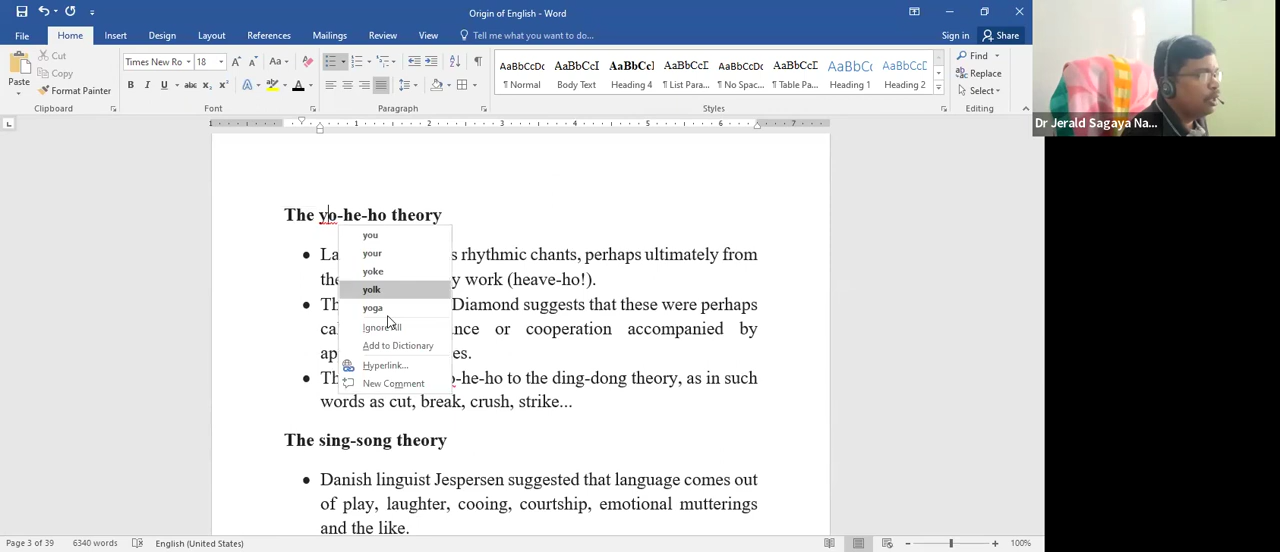 Origin of English - Word
File Home Insert Design Layout References Mailings Review View Tell me what you want to do... Sign in Share
Paste
Cut
Copy
Format Painter
Times New Ro 18
Find
Replace
Select
AaBbCcDc AaBbCcI AaBbCc AaBbCcI AaBbCcDc AaBbCcI AaBbCcD AaBbCcD
¶ Normal Body Text Heading 4 ¶ List Para... ¶ No Spac... ¶ Table Pa... Heading 1 Heading 2
Clipboard Font Paragraph Styles Editing
Dr Jerald Sagaya Na...
The yo-he-ho theory
you
your
yoke
yolk
yoga
Ignore All
Add to Dictionary
Hyperlink...
New Comment
● La s rhythmic chants, perhaps ultimately from
the y work (heave-ho!).
● Th Diamond suggests that these were perhaps
cal nce or cooperation accompanied by
ap es.
● Th o-he-ho to the ding-dong theory, as in such
words as cut, break, crush, strike...
The sing-song theory
● Danish linguist Jespersen suggested that language comes out
of play, laughter, cooing, courtship, emotional mutterings
and the like.
Page 3 of 39 6340 words English (United States) 100%